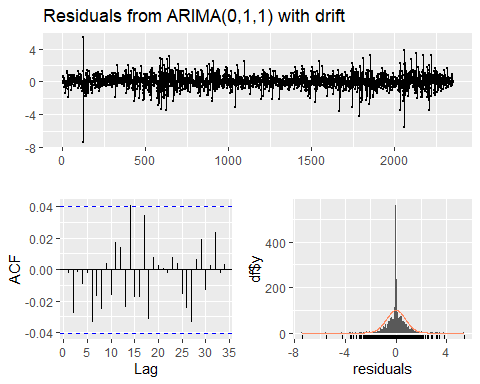 Residuals from ARIMA(0,1,1) with drift
4
0
-4
-8
0 500 1000 1500 2000
0.04
0.02
0.00
-0.02
-0.04
ACF
0 5 10 15 20 25 30 35
Lag
400
200
0
df$y
-8 -4 0 4
residuals